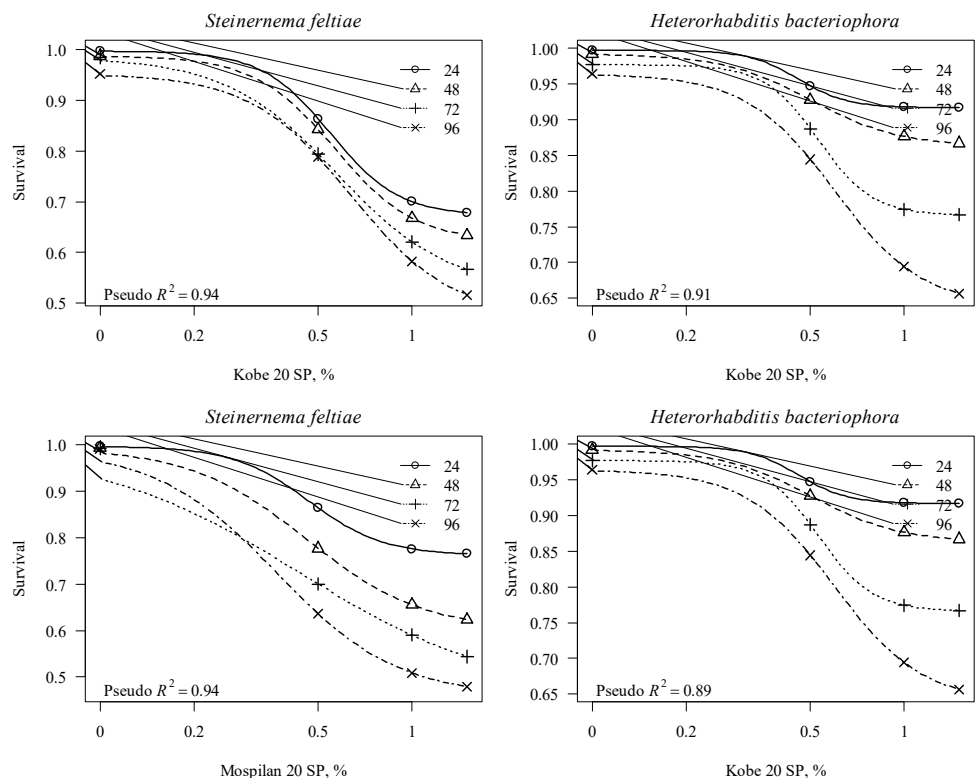 Steinernema feltiae
Survival
1.0
0.9
0.8
0.7
0.6
0.5
24
48
72
96
Pseudo R² = 0.94
0 0.2 0.5 1
Kobe 20 SP, %
Heterorhabditis bacteriophora
Survival
1.00
0.95
0.90
0.85
0.80
0.75
0.70
0.65
24
48
72
96
Pseudo R² = 0.91
0 0.2 0.5 1
Kobe 20 SP, %
Steinernema feltiae
Survival
1.0
0.9
0.8
0.7
0.6
0.5
24
48
72
96
Pseudo R² = 0.94
0 0.2 0.5 1
Mospilan 20 SP, %
Heterorhabditis bacteriophora
Survival
1.00
0.95
0.90
0.85
0.80
0.75
0.70
0.65
24
48
72
96
Pseudo R² = 0.89
0 0.2 0.5 1
Kobe 20 SP, %